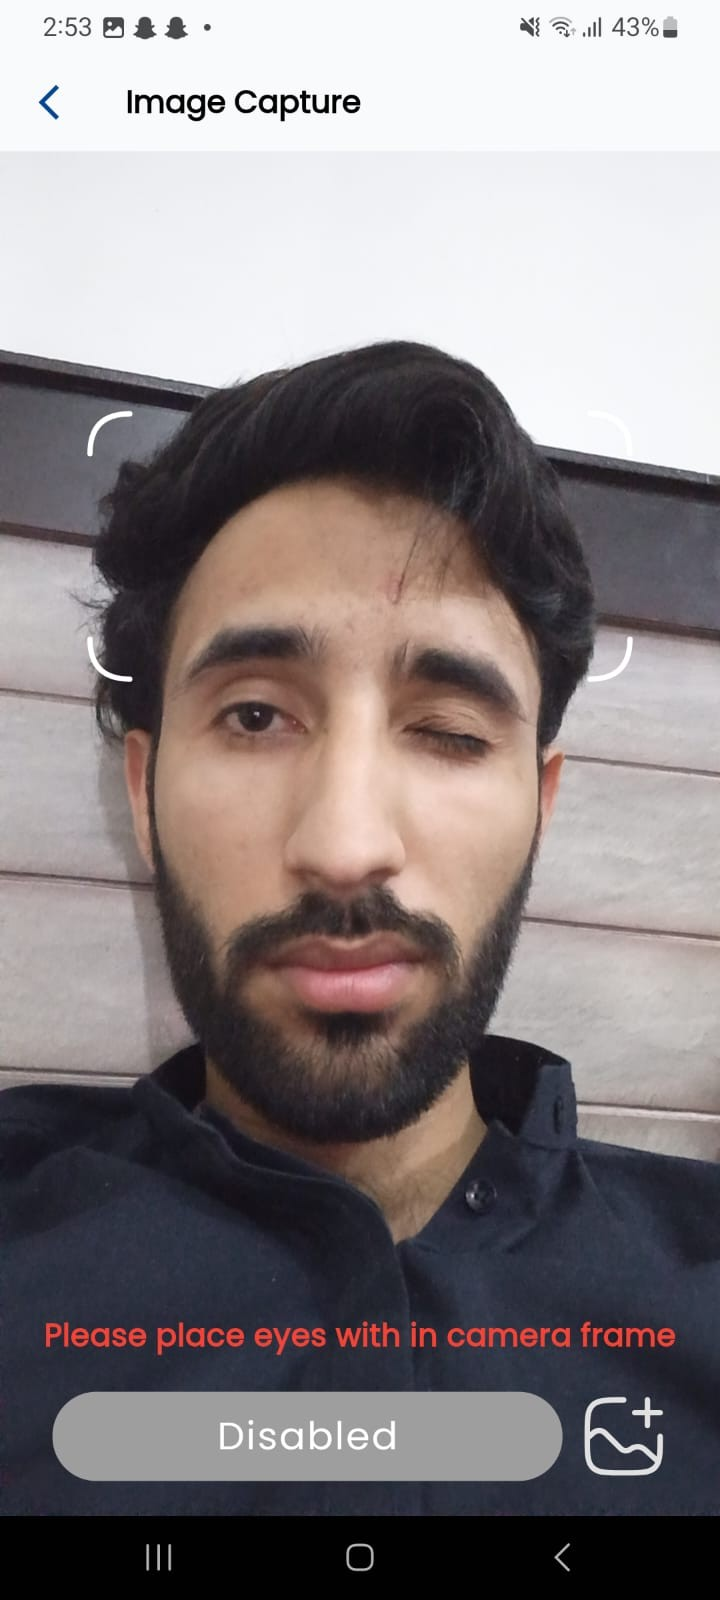 2:53 43%
Image Capture
Please place eyes with in camera frame
Disabled